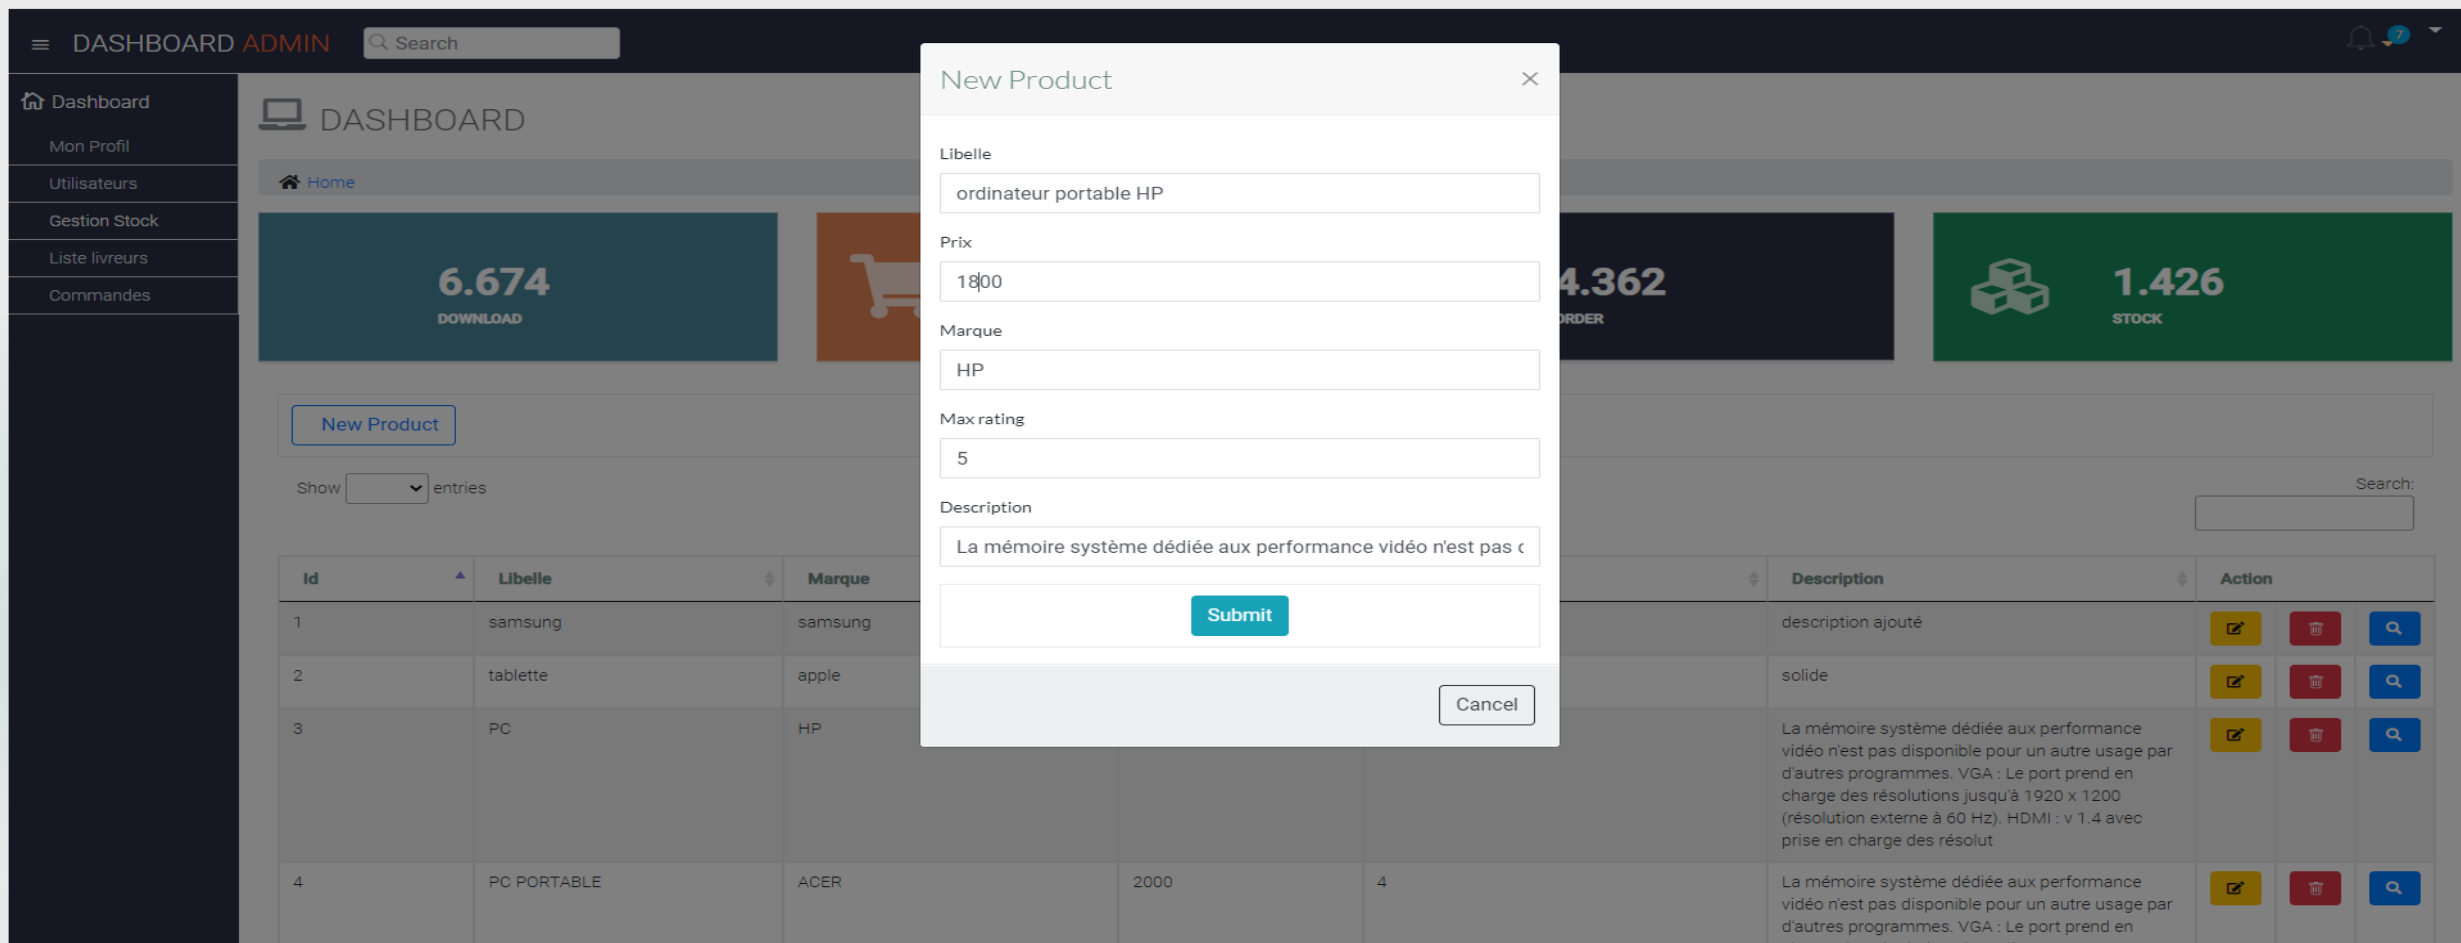 DASHBOARD ADMIN
Search
7
Dashboard
Mon Profil
Utilisateurs
Gestion Stock
Liste livreurs
Commandes
DASHBOARD
Home
6.674
DOWNLOAD
4.362
ORDER
1.426
STOCK
New Product
Show entries
Search:
Id Libelle Marque Description Action
1 samsung samsung description ajouté
2 tablette apple solide
3 PC HP La mémoire système dédiée aux performance
vidéo n'est pas disponible pour un autre usage par
d'autres programmes. VGA : Le port prend en
charge des résolutions jusqu'à 1920 x 1200
(résolution externe à 60 Hz). HDMI : v 1.4 avec
prise en charge des résolut
4 PC PORTABLE ACER 2000 4 La mémoire système dédiée aux performance
vidéo n'est pas disponible pour un autre usage par
d'autres programmes. VGA : Le port prend en
New Product
Libelle
ordinateur portable HP
Prix
1800
Marque
HP
Max rating
5
Description
La mémoire système dédiée aux performance vidéo n'est pas
Submit
Cancel